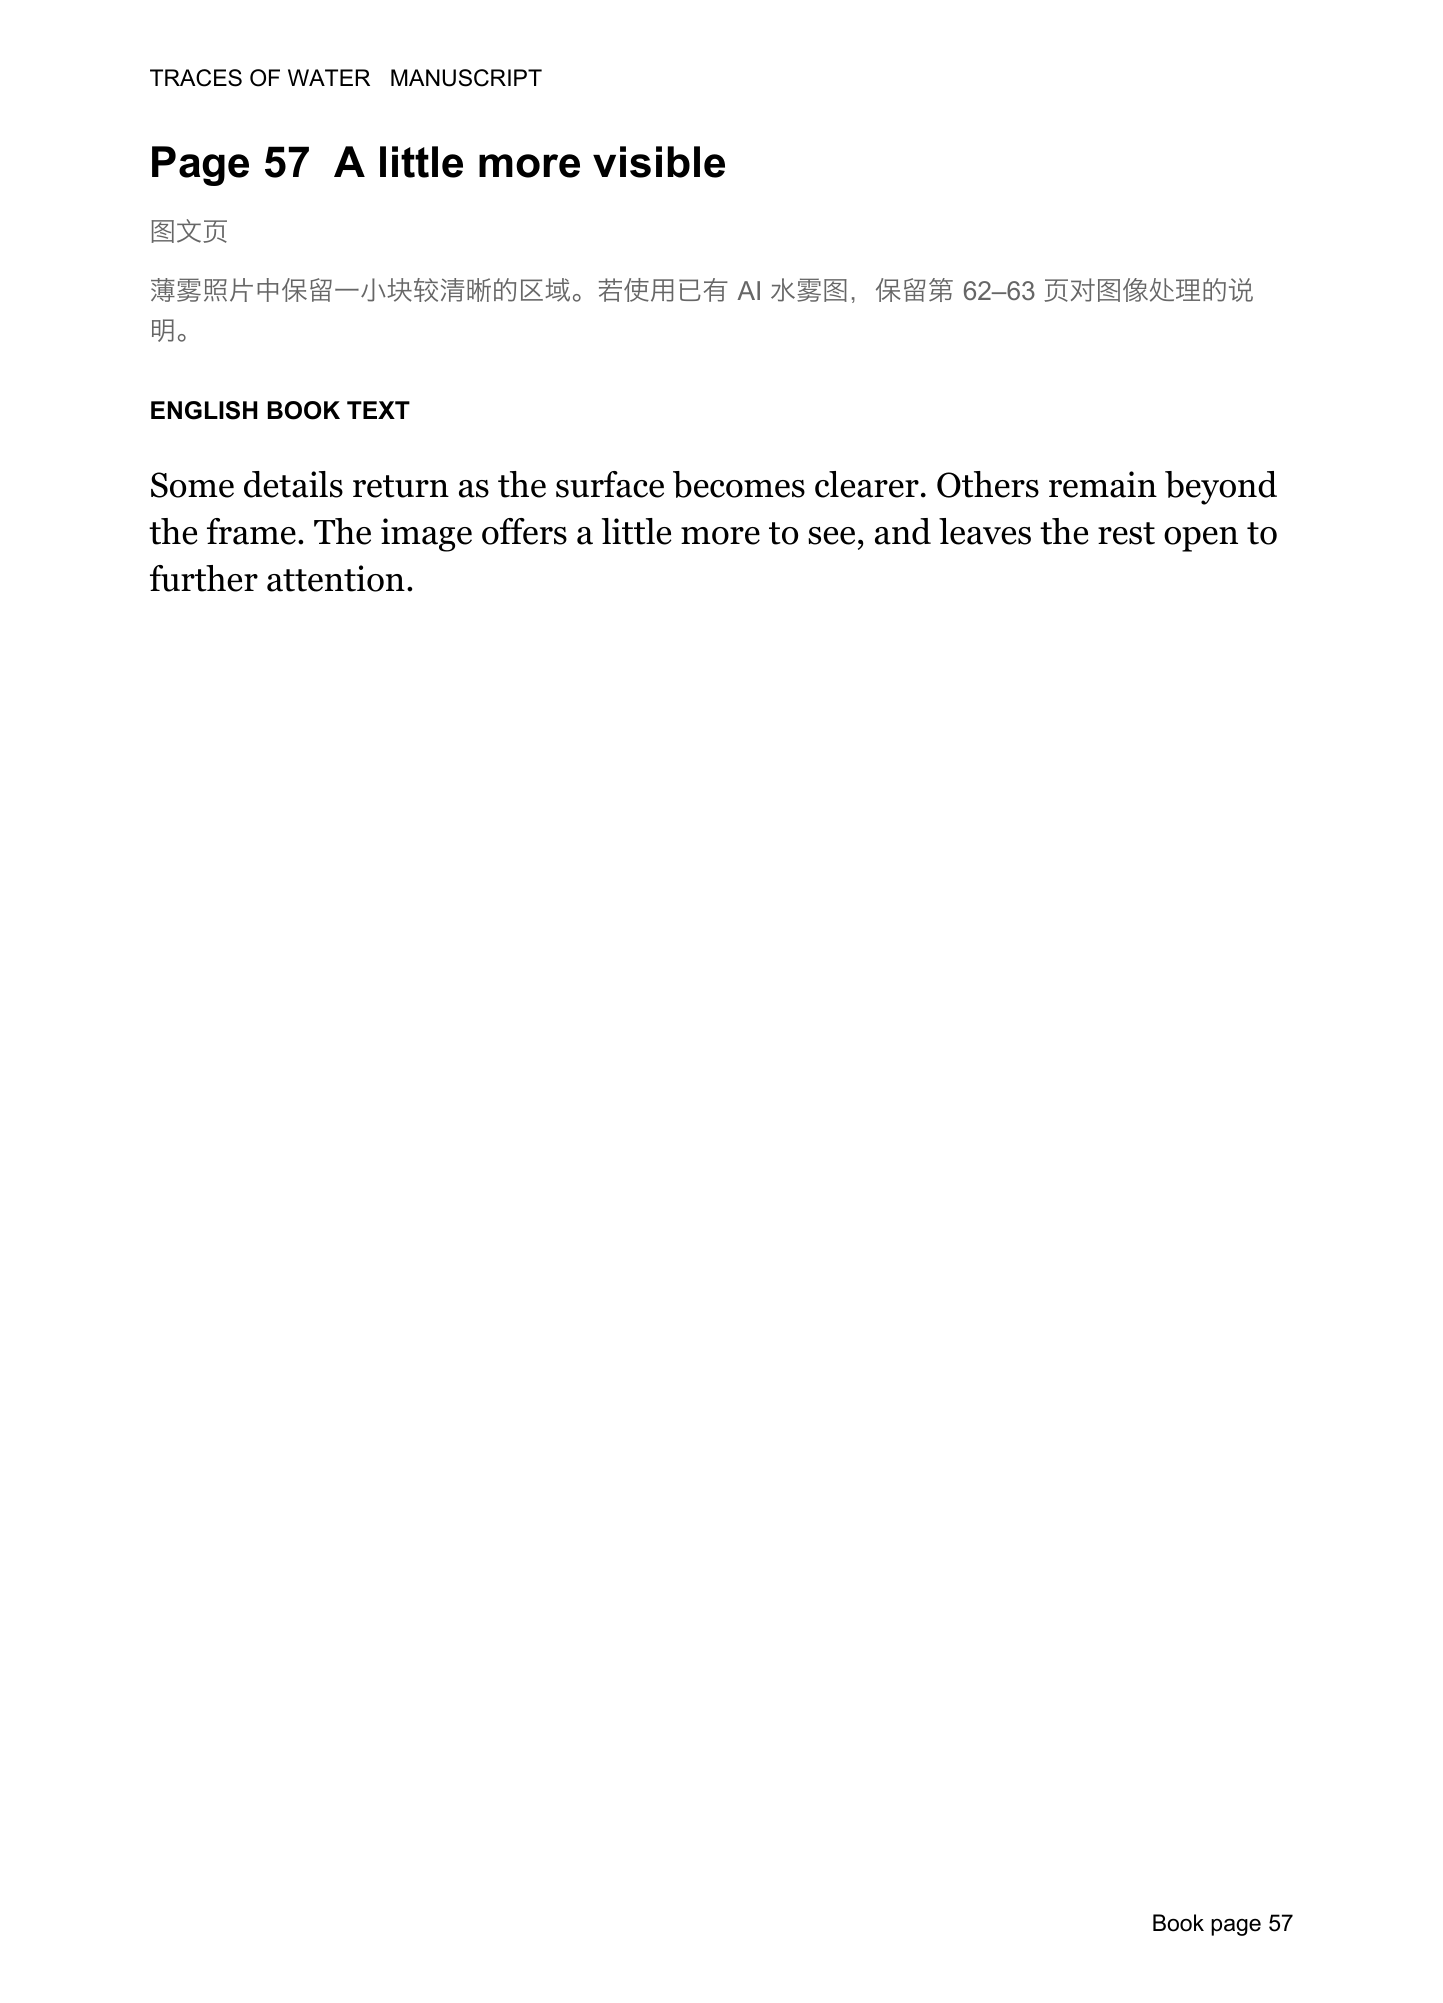 TRACES OF WATER   MANUSCRIPT
Page 57  A little more visible
图文页
薄雾照片中保留一小块较清晰的区域。若使用已有 AI 水雾图，保留第 62–63 页对图像处理的说
明。
ENGLISH BOOK TEXT
Some details return as the surface becomes clearer. Others remain beyond
the frame. The image offers a little more to see, and leaves the rest open to
further attention.
Book page 57